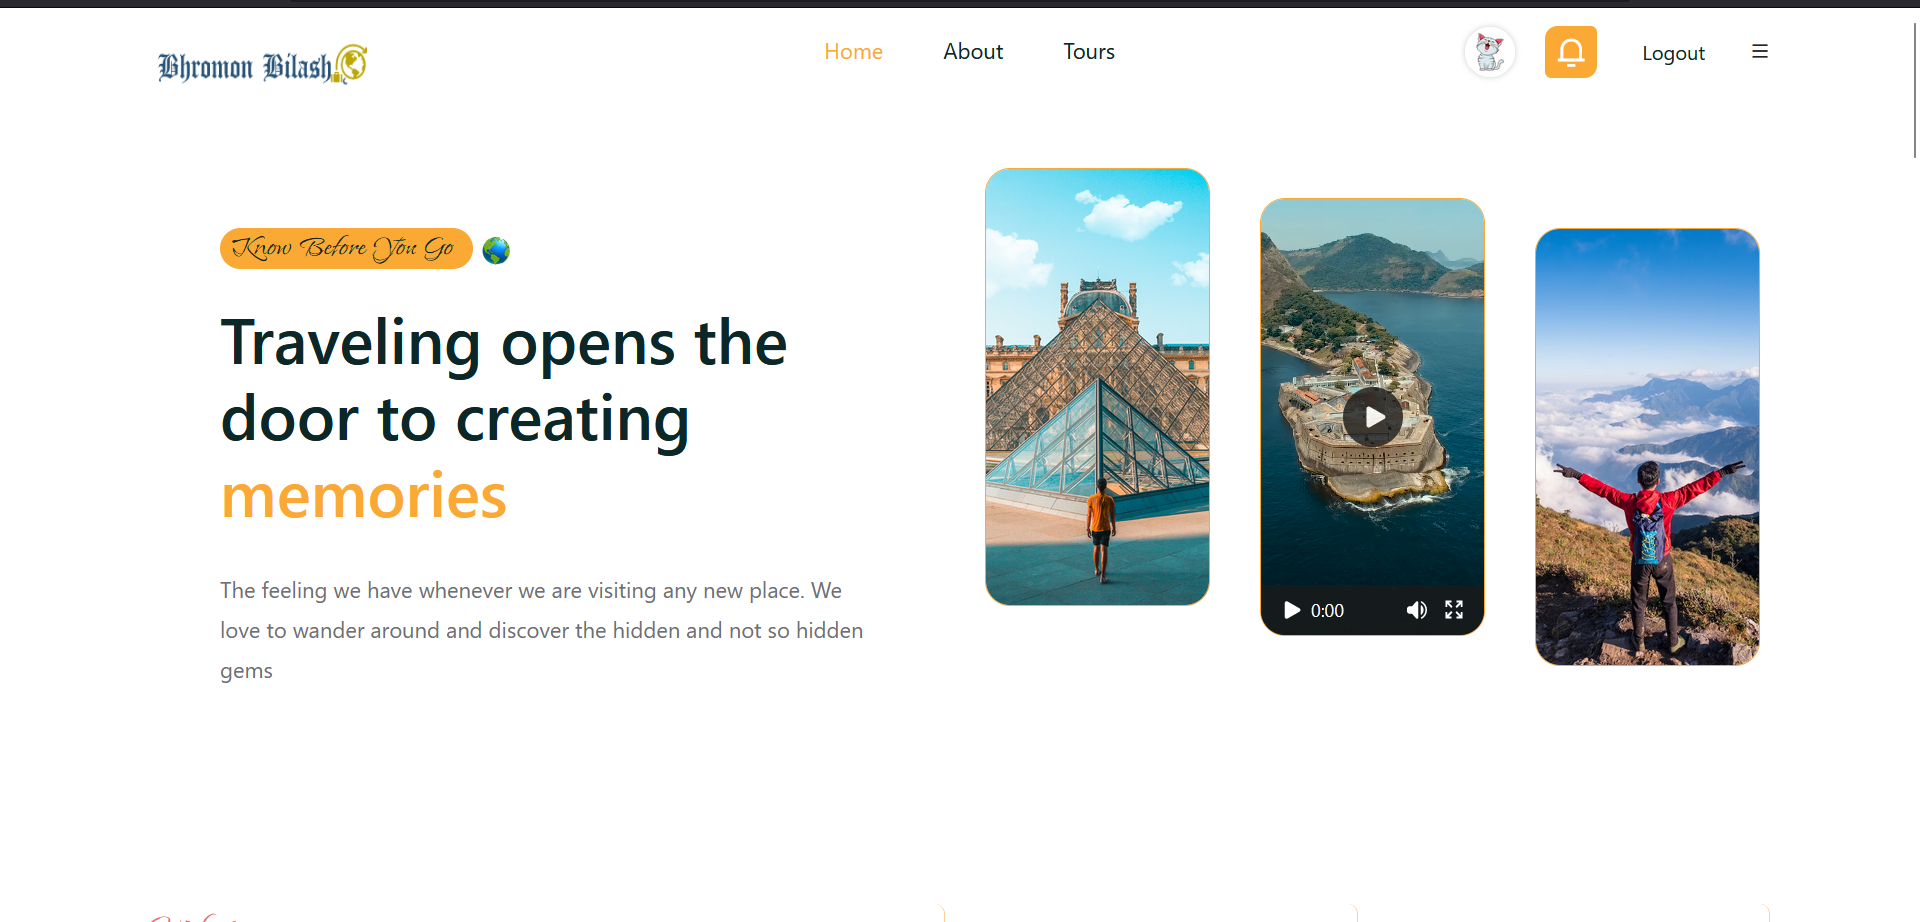 Bhromon Bilash
Home
About
Tours
Logout
Know Before You Go
Traveling opens the
door to creating
memories
The feeling we have whenever we are visiting any new place. We
love to wander around and discover the hidden and not so hidden
gems
0:00